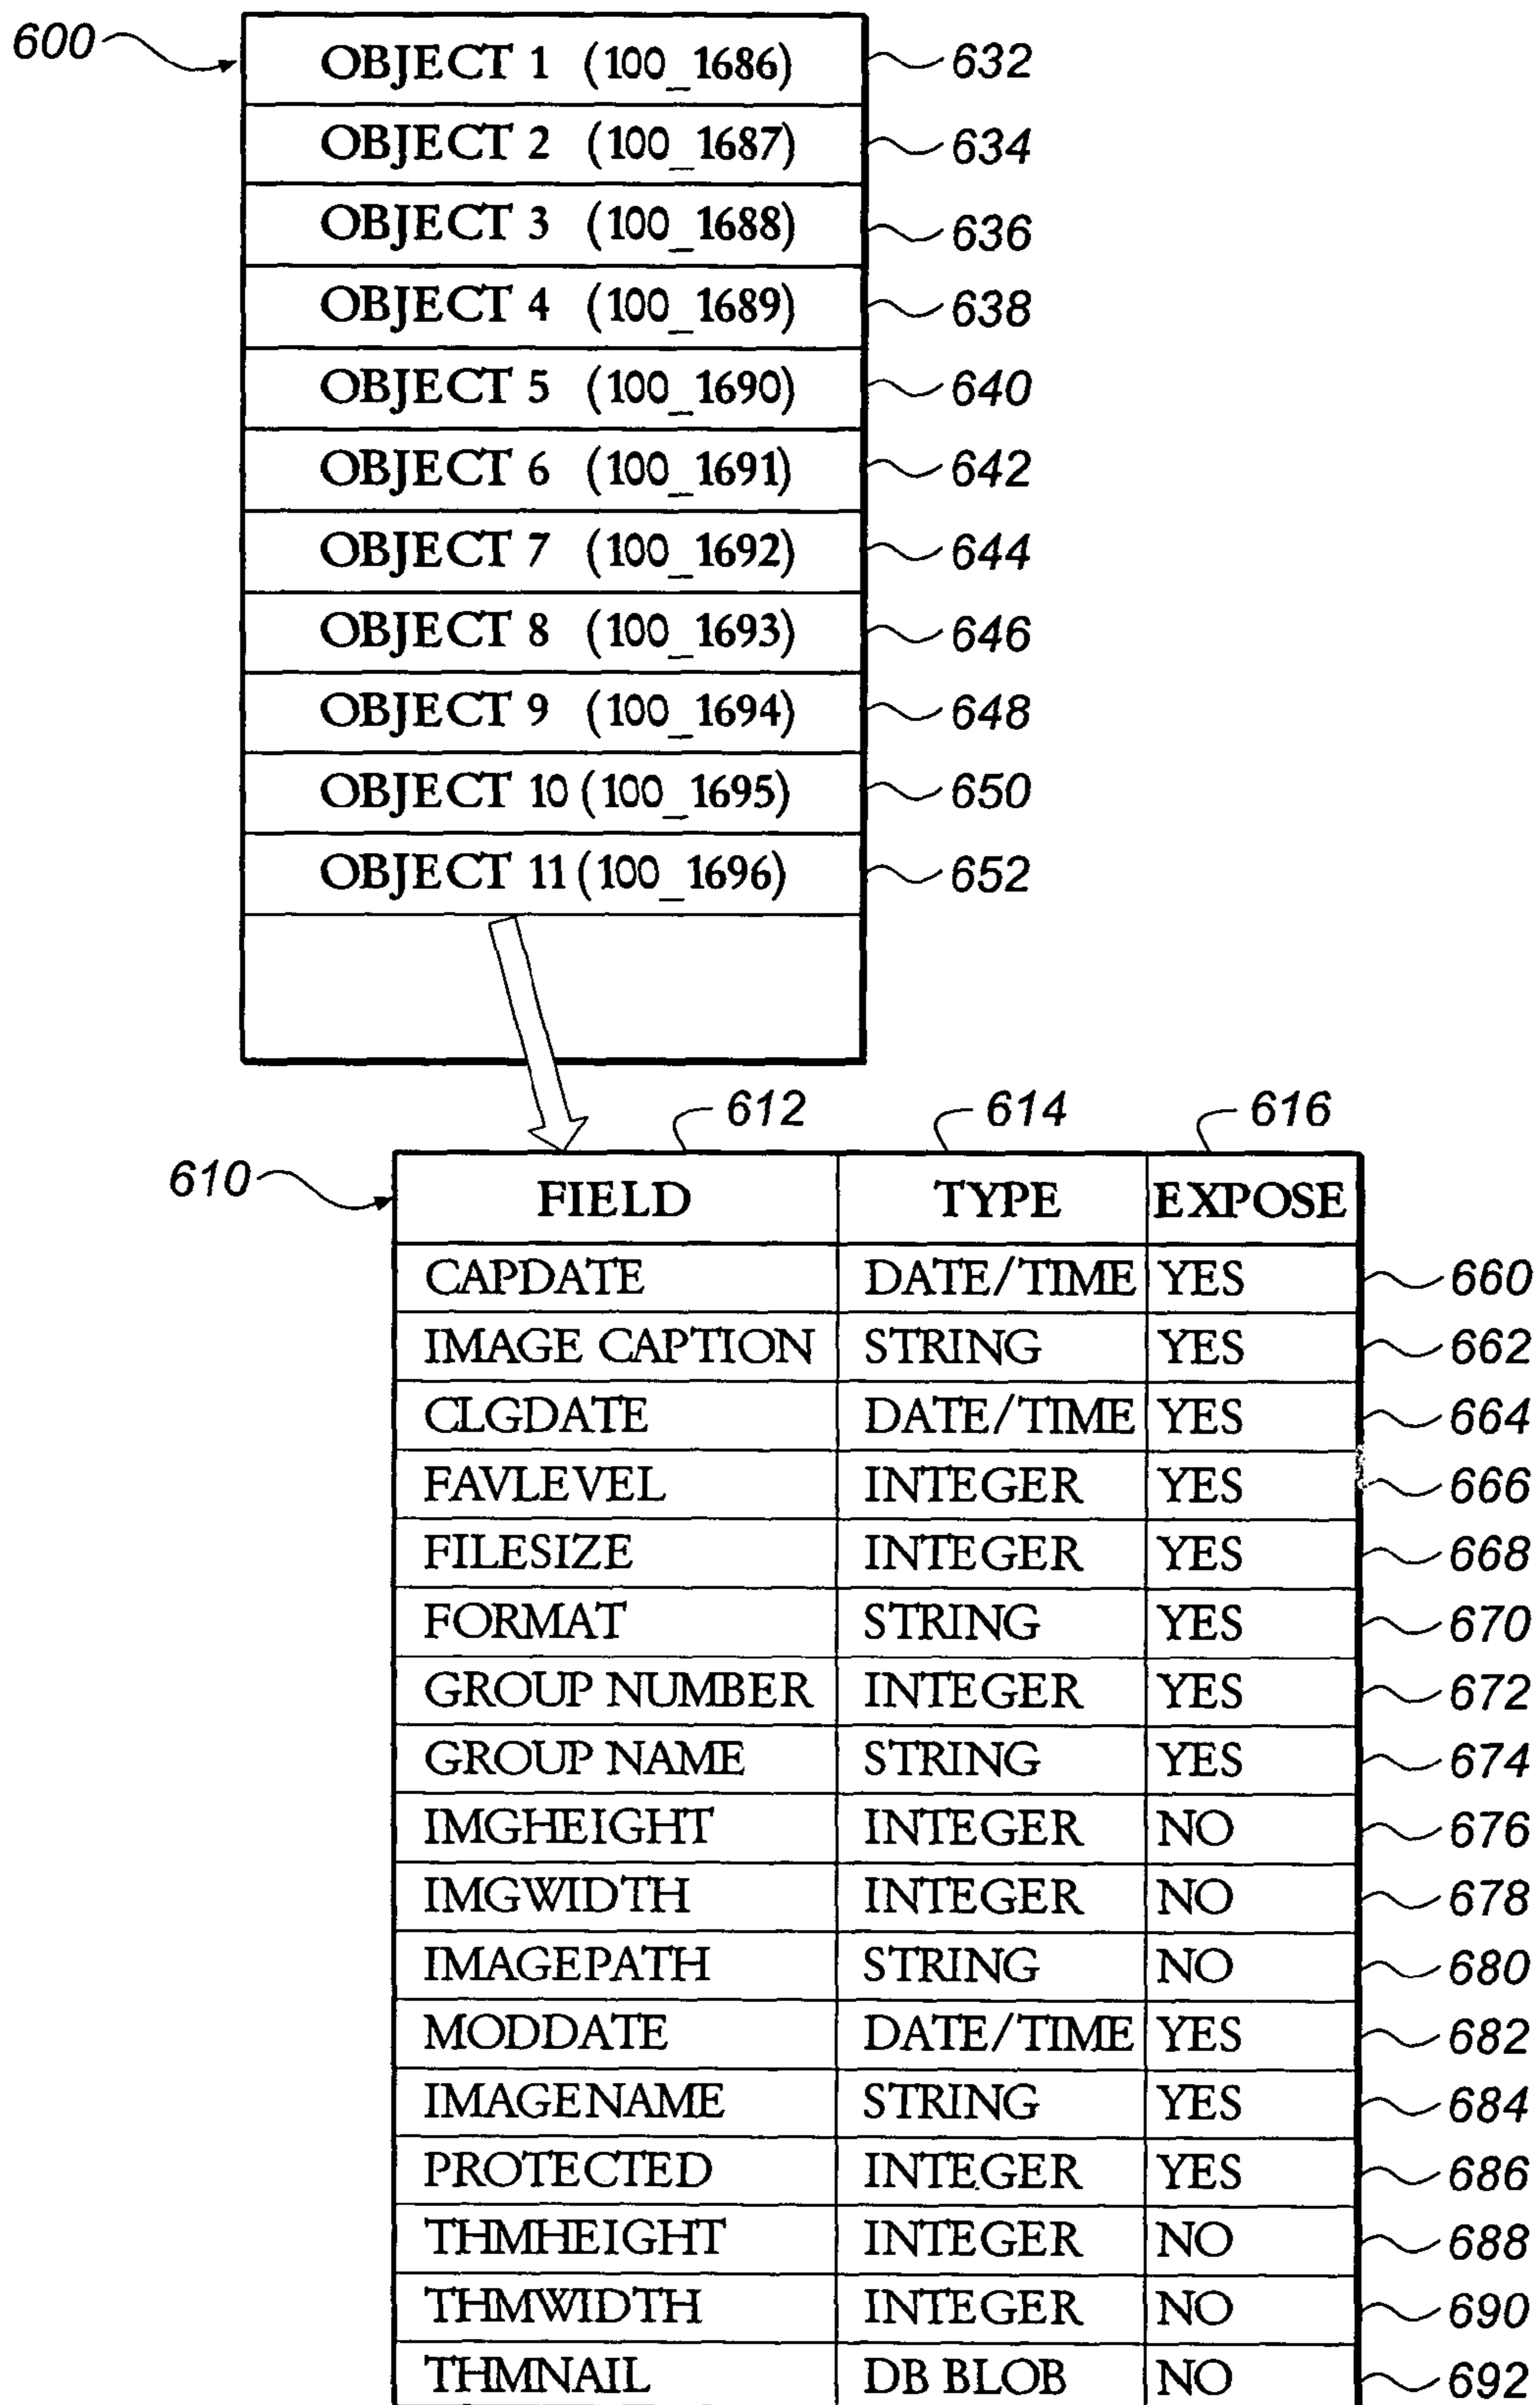 600
OBJECT 1 (100_1686) 632
OBJECT 2 (100_1687) 634
OBJECT 3 (100_1688) 636
OBJECT 4 (100_1689) 638
OBJECT 5 (100_1690) 640
OBJECT 6 (100_1691) 642
OBJECT 7 (100_1692) 644
OBJECT 8 (100_1693) 646
OBJECT 9 (100_1694) 648
OBJECT 10 (100_1695) 650
OBJECT 11 (100_1696) 652
612 614 616
610
FIELD TYPE EXPOSE
CAPDATE DATE/TIME YES 660
IMAGE CAPTION STRING YES 662
CLGDATE DATE/TIME YES 664
FAVLEVEL INTEGER YES 666
FILESIZE INTEGER YES 668
FORMAT STRING YES 670
GROUP NUMBER INTEGER YES 672
GROUP NAME STRING YES 674
IMGHEIGHT INTEGER NO 676
IMGWIDTH INTEGER NO 678
IMAGEPATH STRING NO 680
MODDATE DATE/TIME YES 682
IMAGENAME STRING YES 684
PROTECTED INTEGER YES 686
THMHEIGHT INTEGER NO 688
THMWIDTH INTEGER NO 690
THMNAIL DB BLOB NO 692